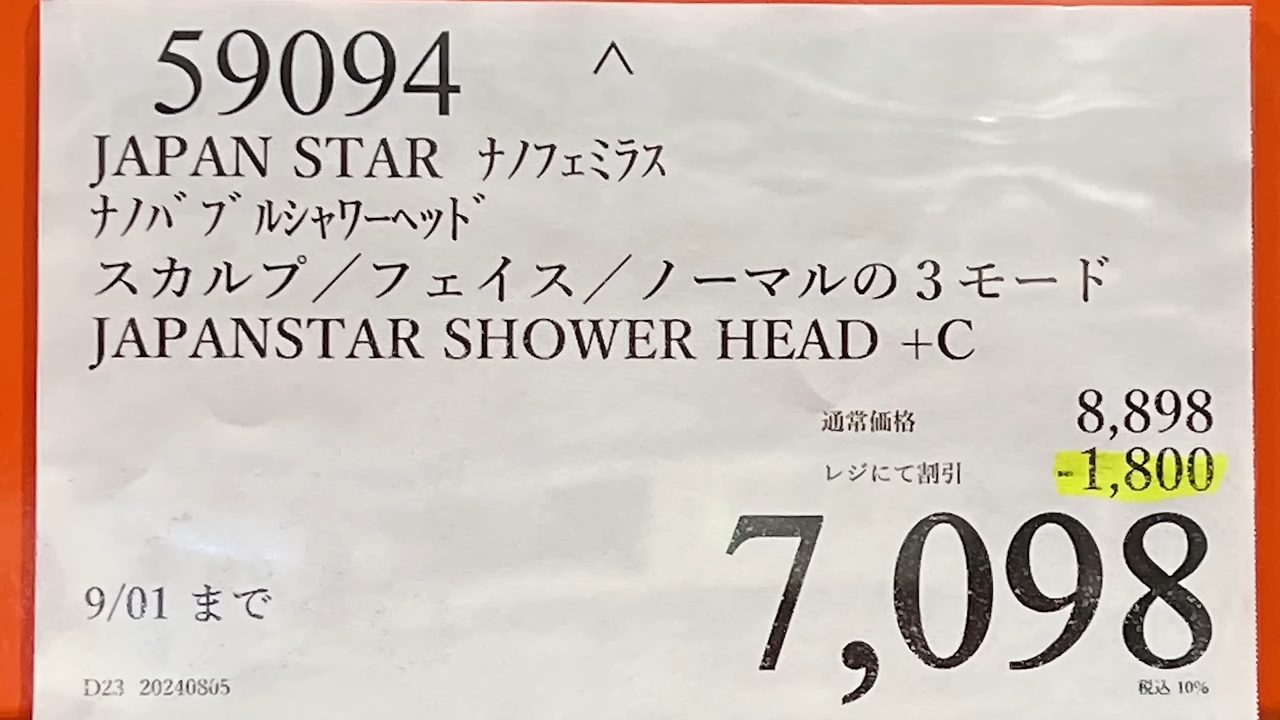 59094 ^
JAPAN STAR ナノフェミラス
ナノバブルシャワーヘッド
スカルプ/フェイス/ノーマルの3モード
JAPANSTAR SHOWER HEAD +C
通常価格 8,898
レジにて割引 -1,800
7,098
9/01 まで
D23 20240805
税込 10%